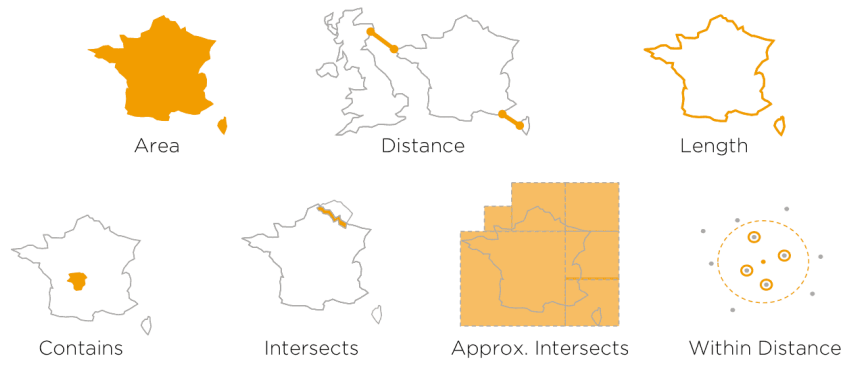 Area
Distance
Length
Contains
Intersects
Approx. Intersects
Within Distance